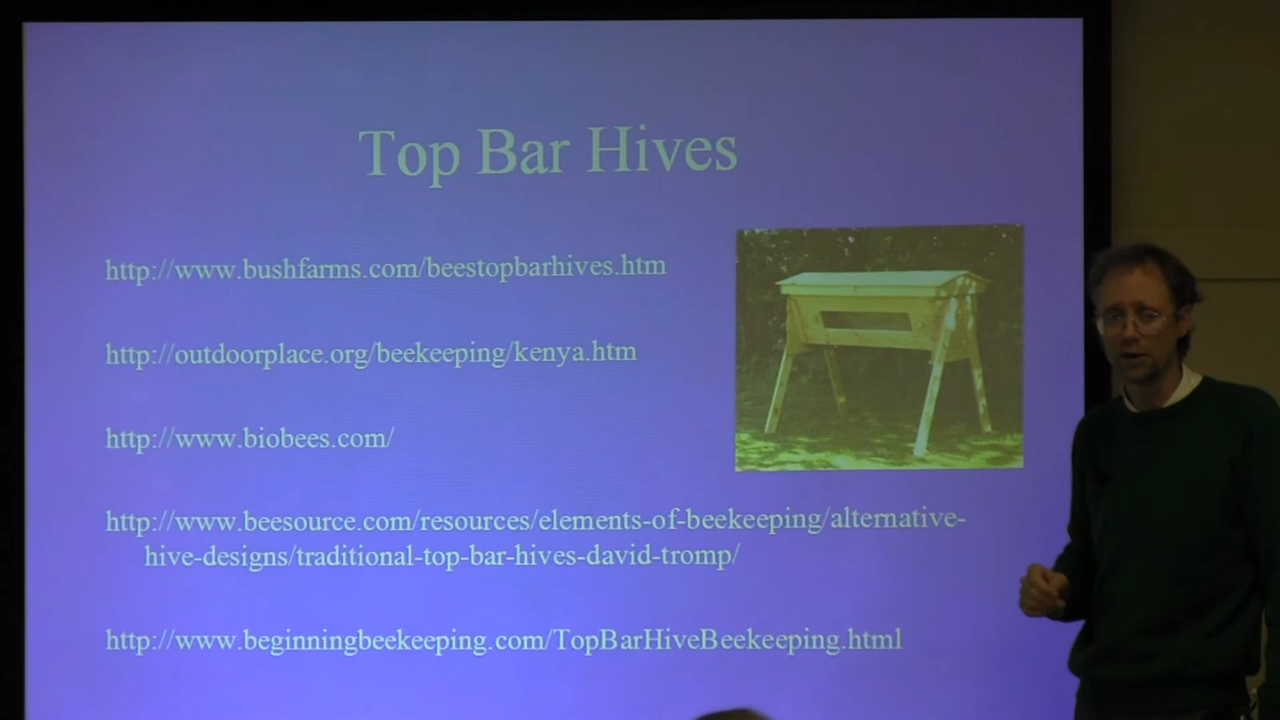 Top Bar Hives
http://www.bushfarms.com/beestopbarhives.htm
http://outdoorplace.org/beekeeping/kenya.htm
http://www.biobees.com/
http://www.beesource.com/resources/elements-of-beekeeping/alternative-
hive-designs/traditional-top-bar-hives-david-tromp/
http://www.beginningbeekeeping.com/TopBarHiveBeekeeping.html